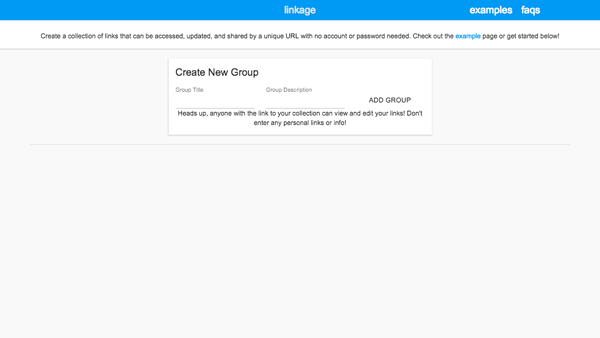 linkage
examples faqs
Create a collection of links that can be accessed, updated, and shared by a unique URL with no account or password needed. Check out the example page or get started below!
Create New Group
Group Title Group Description
ADD GROUP
Heads up, anyone with the link to your collection can view and edit your links! Don't
enter any personal links or info!